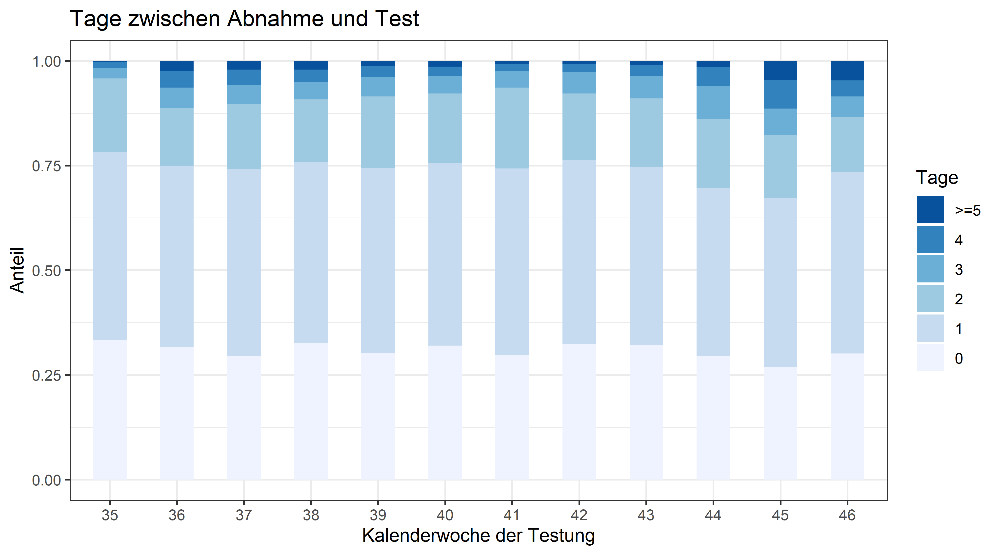 Tage zwischen Abnahme und Test
1.00
0.75
0.50
0.25
0.00
Anteil
35 36 37 38 39 40 41 42 43 44 45 46
Kalenderwoche der Testung
Tage
>=5
4
3
2
1
0